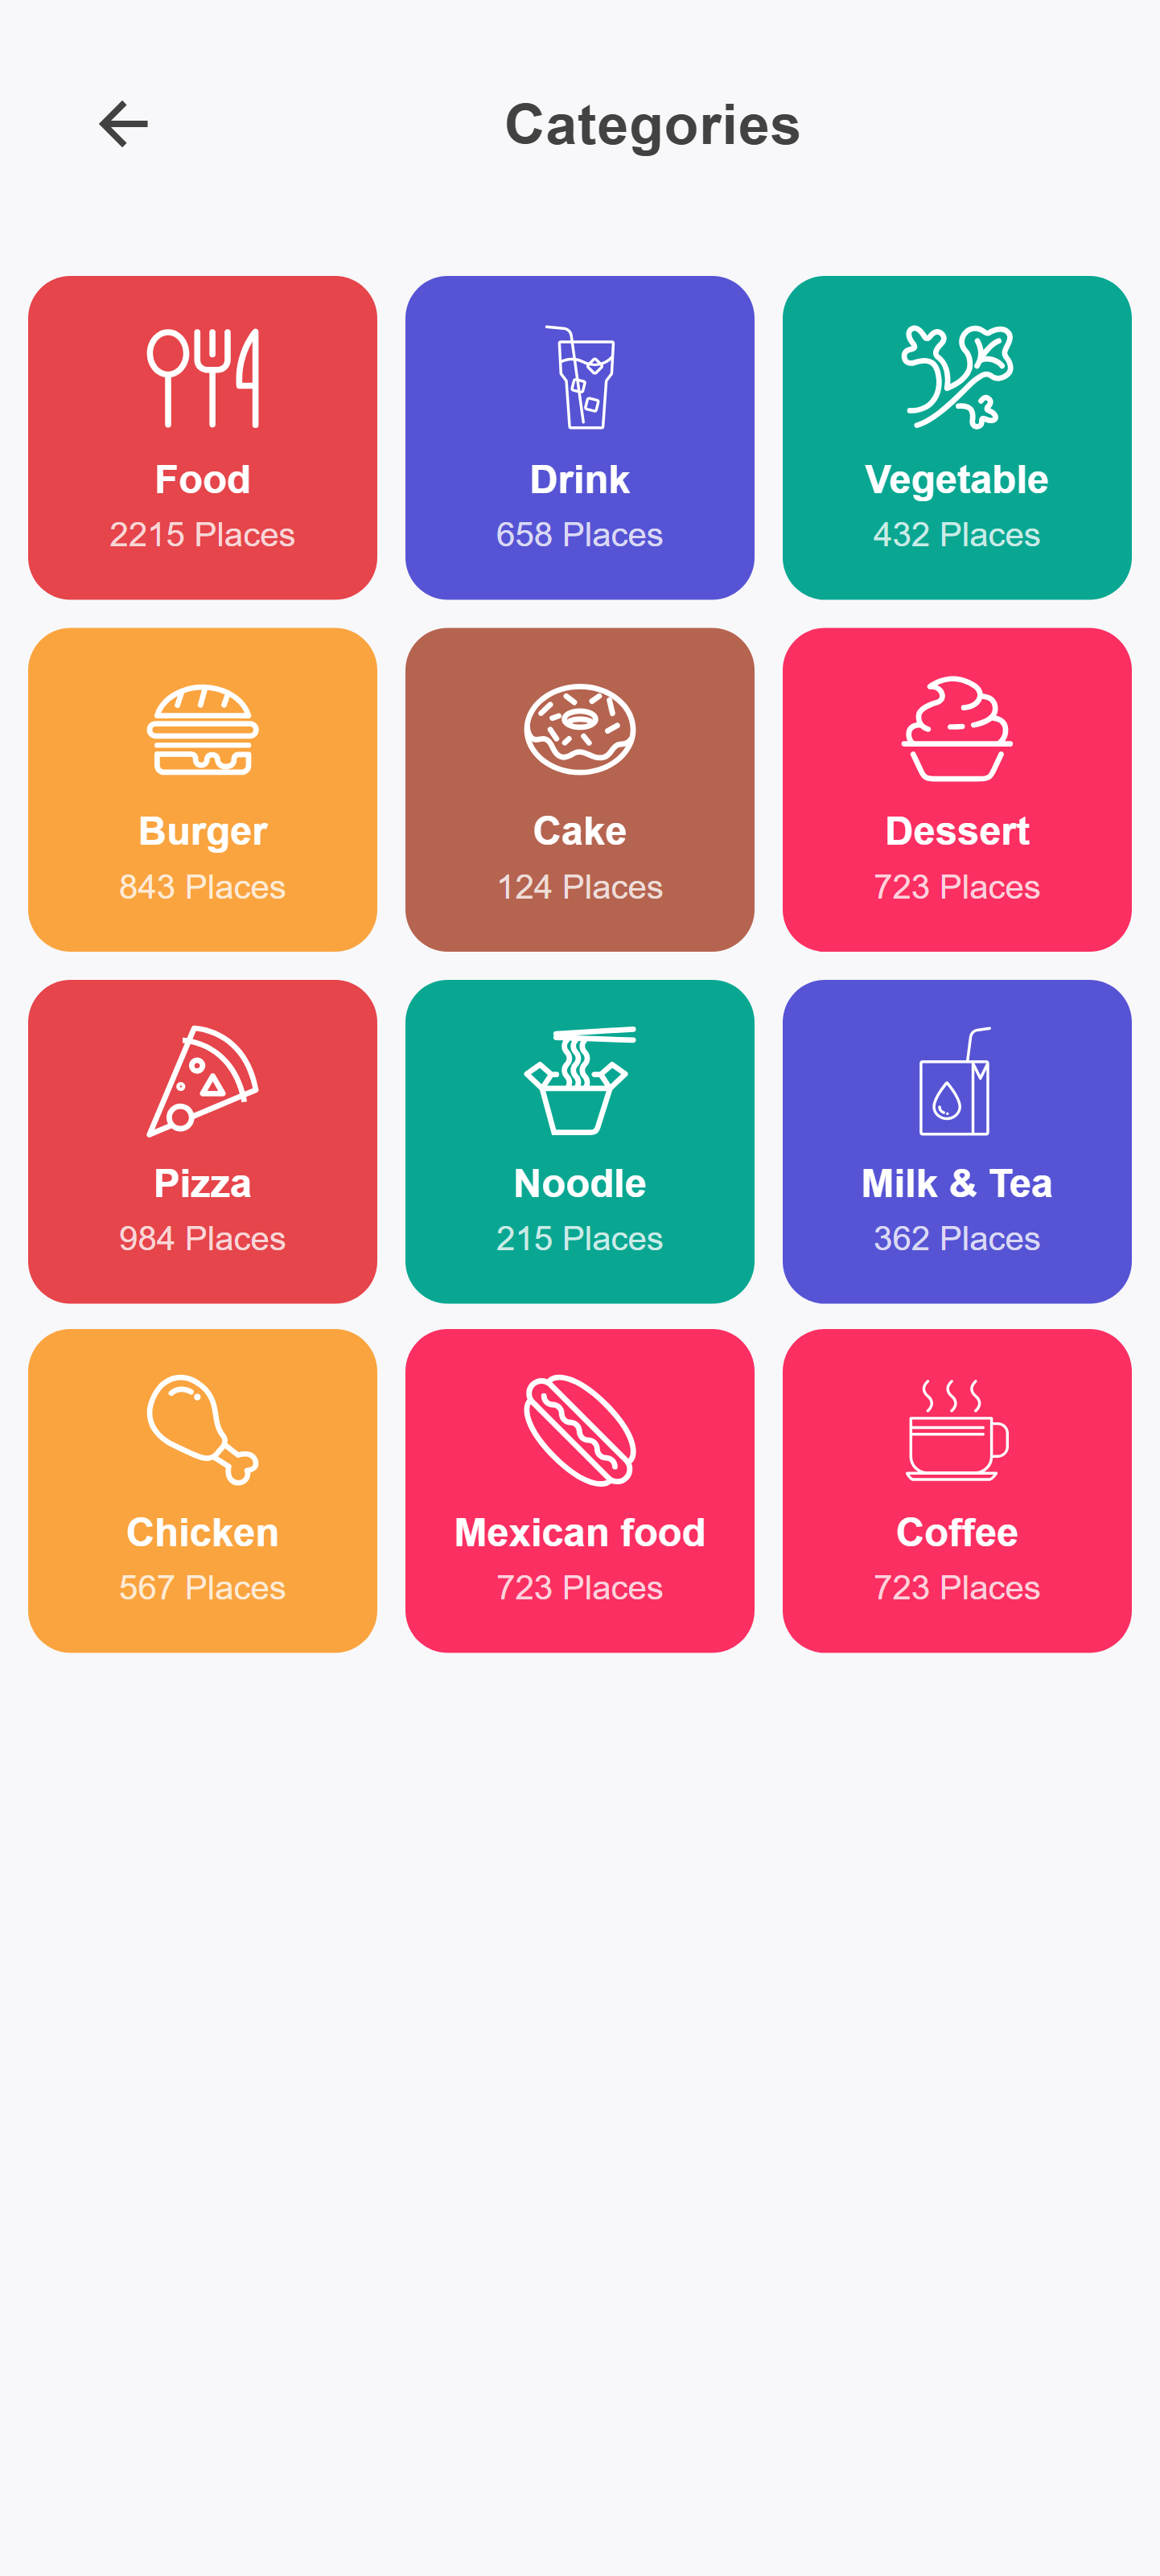 Categories
Food
2215 Places
Drink
658 Places
Vegetable
432 Places
Burger
843 Places
Cake
124 Places
Dessert
723 Places
Pizza
984 Places
Noodle
215 Places
Milk & Tea
362 Places
Chicken
567 Places
Mexican food
723 Places
Coffee
723 Places